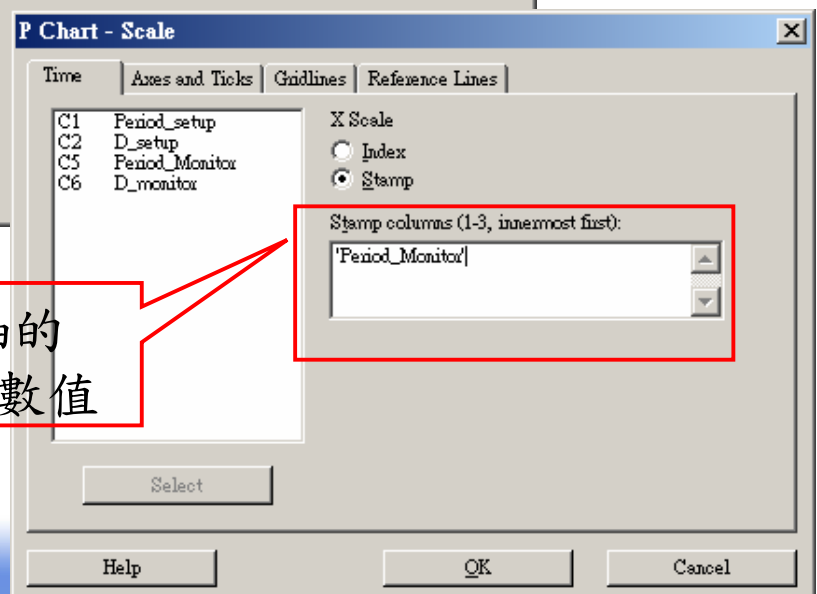 P Chart - Scale
Time
Axes and Ticks
Gridlines
Reference Lines
C1 Period_setup
C2 D_setup
C5 Period_Monitor
C6 D_monitor
X Scale
Index
Stamp
Stamp columns (1-3, innermost first):
'Period_Monitor'
的
數值
Select
Help
OK
Cancel